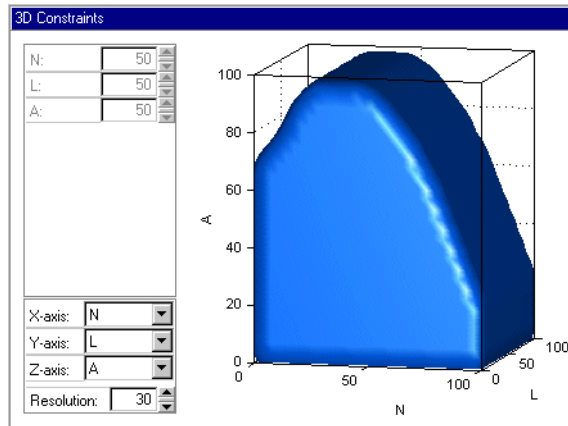 3D Constraints
N: 50
L: 50
A: 50
X-axis: N
Y-axis: L
Z-axis: A
Resolution: 30
100
80
60
40
20
0
A
0
50
100
N
0
50
100
L